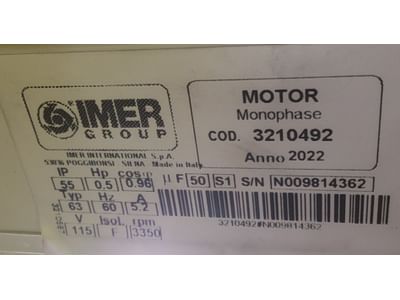 IMER
GROUP
IMER INTERNATIONAL S.p.A.
53036 POGGIBONSI SIENA Made in Italy
MOTOR
Monophase
COD. 3210492
Anno 2022
IP Hp cosφ
55 0.5 0.96 μF 50 S1 S/N N009814362
Typ Hz A
63 60 5.2
V Isol. rpm
115 F 3350
3210492#N009814362